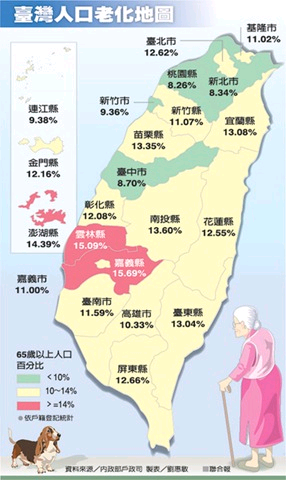 臺灣人口老化地圖
基隆市
11.02%
臺北市
12.62%
桃園縣
8.26%
新北市
8.34%
連江縣
9.38%
新竹市
9.36%
新竹縣
11.07%
宜蘭縣
13.08%
苗栗縣
13.35%
金門縣
12.16%
臺中市
8.70%
彰化縣
12.08%
南投縣
13.60%
花蓮縣
12.55%
澎湖縣
14.39%
雲林縣
15.09%
嘉義縣
15.69%
嘉義市
11.00%
臺南市
11.59%
高雄市
10.33%
臺東縣
13.04%
屏東縣
12.66%
65歲以上人口
百分比
<10%
10~14%
>=14%
依戶籍登記統計
資料來源／內政部戶政司 製表／劉惠敏
聯合報